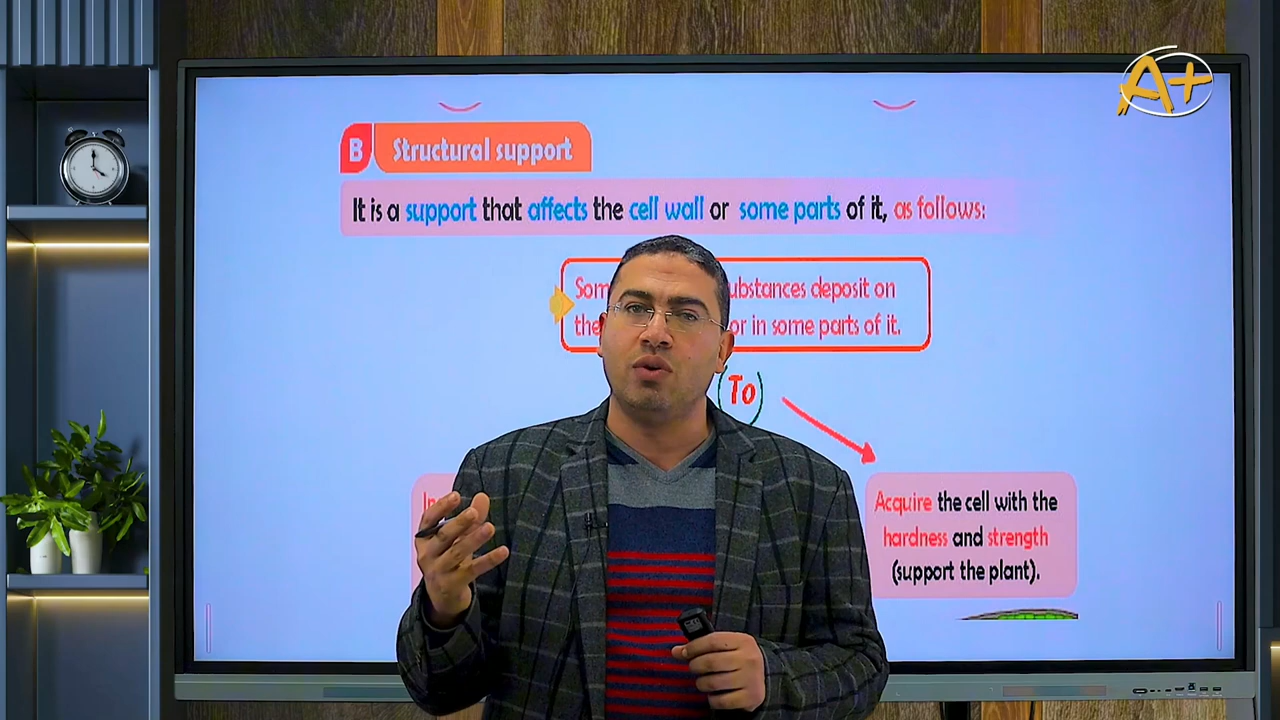 A+
B Structural support
It is a support that affects the cell wall or some parts of it, as follows:
substances deposit on
the or in some parts of it.
To
Acquire the cell with the
hardness and strength
(support the plant).